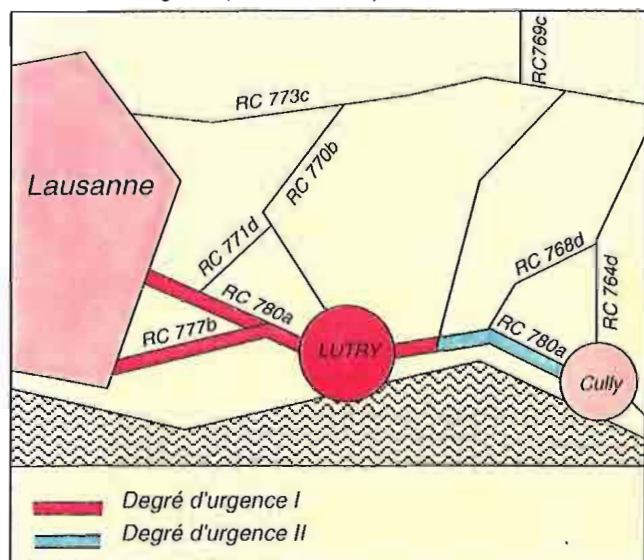 RC769c
RC 773c
RC 770b
Lausanne
RC 771d
RC 768d
RC 764d
RC 780a
RC 777b
LUTRY
RC 780a
Cully
Degré d'urgence I
Degré d'urgence II